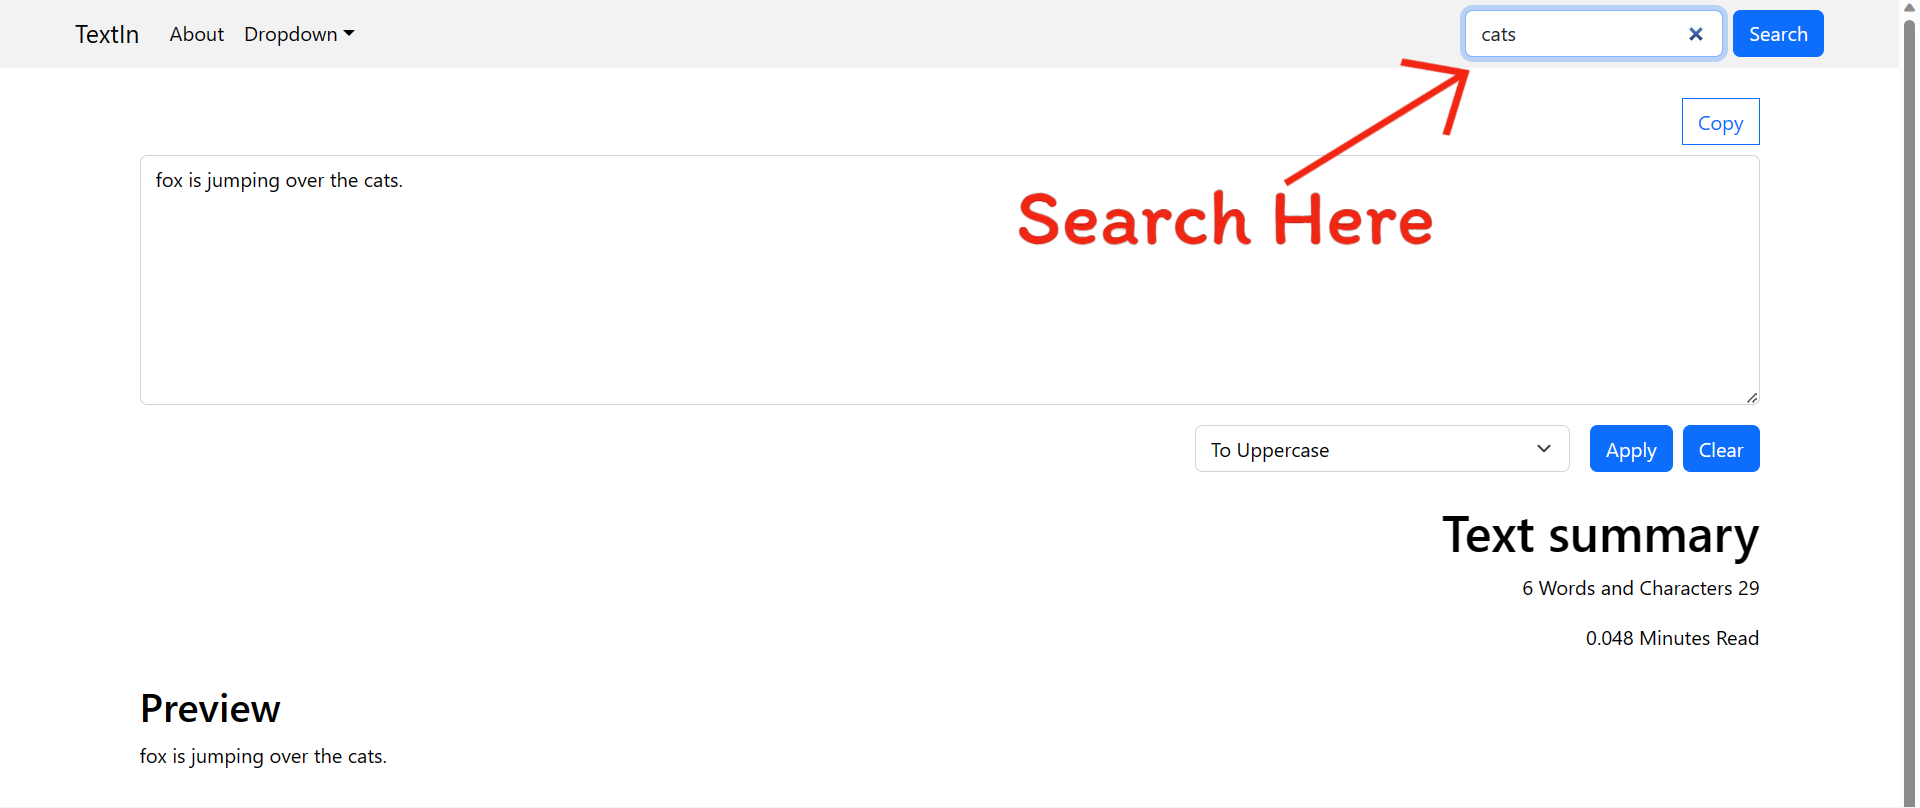 TextIn About Dropdown cats Search
Copy
fox is jumping over the cats.
Search Here
To Uppercase Apply Clear
Text summary
6 Words and Characters 29
0.048 Minutes Read
Preview
fox is jumping over the cats.